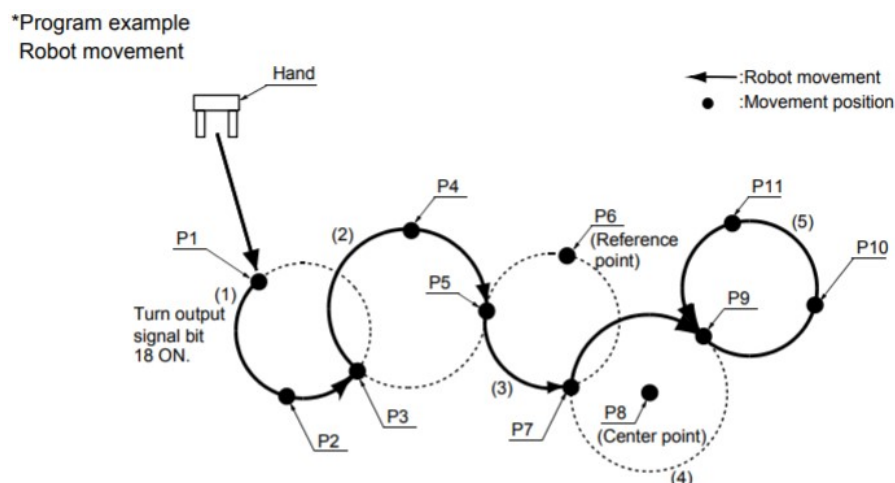 *Program example
Robot movement
Hand
:Robot movement
:Movement position
P1
(1)
Turn output
signal bit
18 ON.
P2
P3
(2)
P4
P5
(3)
P6
(Reference
point)
P7
P8
(Center point)
(4)
P9
P11
(5)
P10